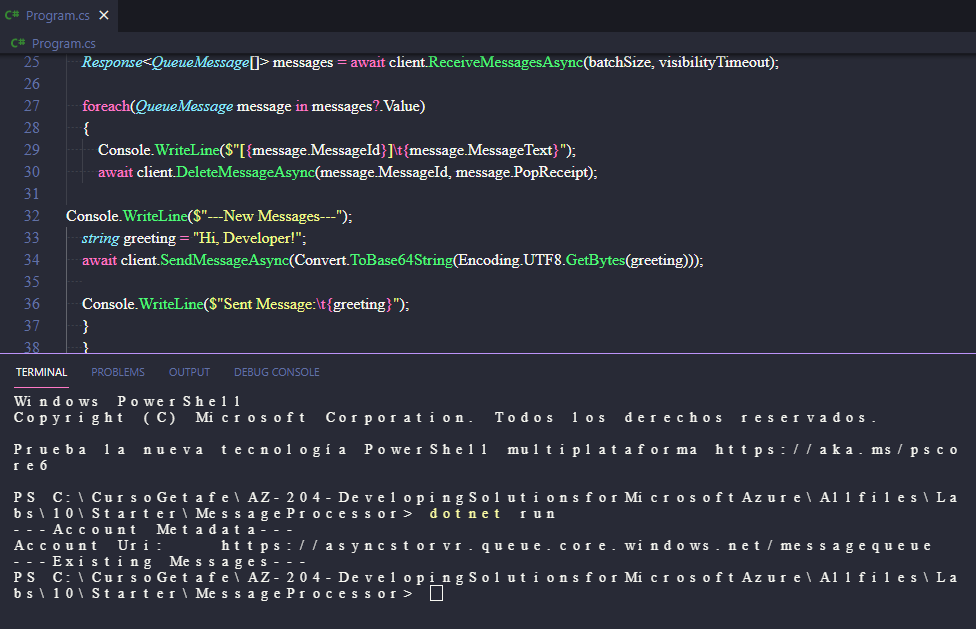 C# Program.cs ×
C# Program.cs
25 Response<QueueMessage[]> messages = await client.ReceiveMessagesAsync(batchSize, visibilityTimeout);
26
27 foreach(QueueMessage message in messages?.Value)
28 {
29 Console.WriteLine($"[{message.MessageId}]\t{message.MessageText}");
30 await client.DeleteMessageAsync(message.MessageId, message.PopReceipt);
31
32 Console.WriteLine($"---New Messages---");
33 string greeting = "Hi, Developer!";
34 await client.SendMessageAsync(Convert.ToBase64String(Encoding.UTF8.GetBytes(greeting)));
35
36 Console.WriteLine($"Sent Message:\t{greeting}");
37 }
38 }
TERMINAL PROBLEMS OUTPUT DEBUG CONSOLE
Windows PowerShell
Copyright (C) Microsoft Corporation. Todos los derechos reservados.
Prueba la nueva tecnología PowerShell multiplataforma https://aka.ms/psco
re6
PS C:\CursoGetafe\AZ-204-DevelopingSolutionsforMicrosoftAzure\Allfiles\La
bs\10\Starter\MessageProcessor> dotnet run
---Account Metadata---
Account Uri: https://asyncstorvr.queue.core.windows.net/messagequeue
---Existing Messages---
PS C:\CursoGetafe\AZ-204-DevelopingSolutionsforMicrosoftAzure\Allfiles\La
bs\10\Starter\MessageProcessor>